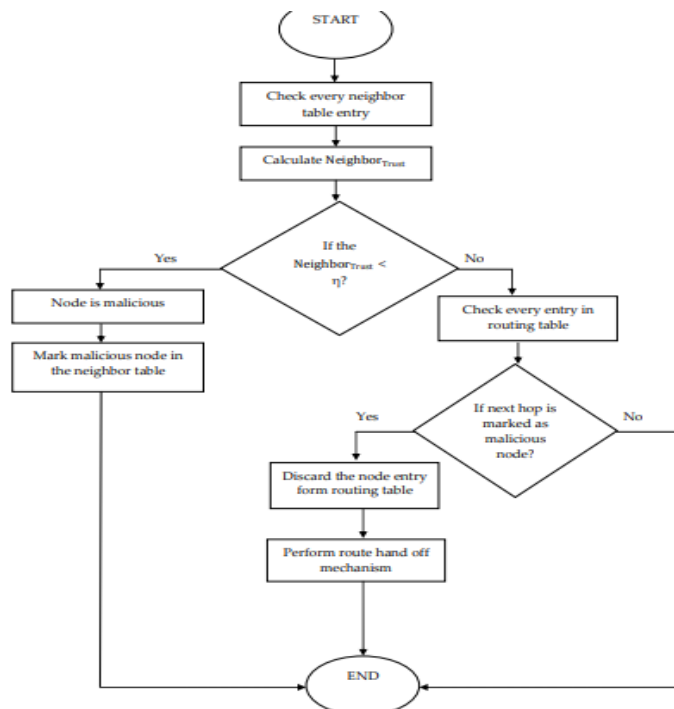 START
Check every neighbor
table entry
Calculate Neighbor_Trust
If the
Neighbor_Trust <
η?
Yes
No
Node is malicious
Mark malicious node in
the neighbor table
Check every entry in
routing table
If next hop is
marked as
malicious
node?
Yes
No
Discard the node entry
form routing table
Perform route hand off
mechanism
END